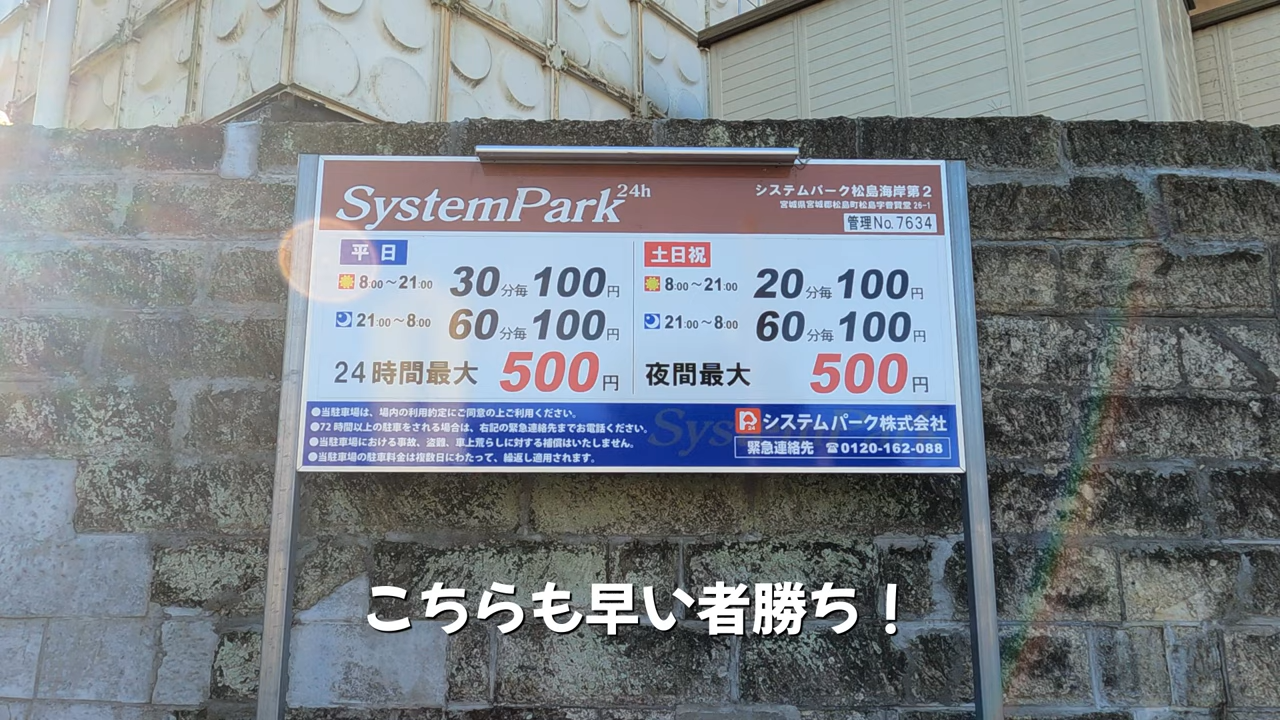 SystemPark 24h
システムパーク松島海岸第2
宮城県宮城郡松島町松島字普賢堂26-1
管理No.7634
平日
8:00～21:00 30分毎100円
21:00～8:00 60分毎100円
24時間最大 500円
土日祝
8:00～21:00 20分毎100円
21:00～8:00 60分毎100円
夜間最大 500円
●当駐車場は、場内の利用約定にご同意の上ご利用ください。
●72時間以上の駐車をされる場合は、右記の緊急連絡先までお電話ください。
●当駐車場における事故、盗難、車上荒らしに対する補償はいたしません。
●当駐車場の駐車料金は複数日にわたって、繰返し適用されます。
システムパーク株式会社
緊急連絡先 ☎0120-162-088
こちらも早い者勝ち！